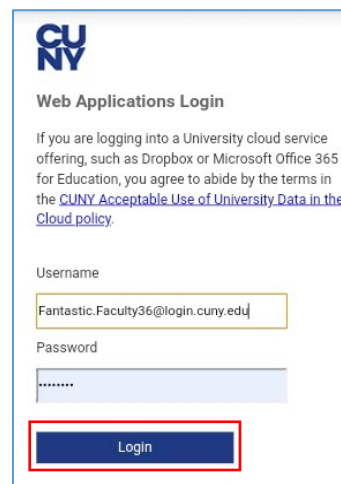 CU
NY
Web Applications Login
If you are logging into a University cloud service
offering, such as Dropbox or Microsoft Office 365
for Education, you agree to abide by the terms in
the CUNY Acceptable Use of University Data in the
Cloud policy.
Username
Fantastic.Faculty36@login.cuny.edu
Password
••••••••
Login